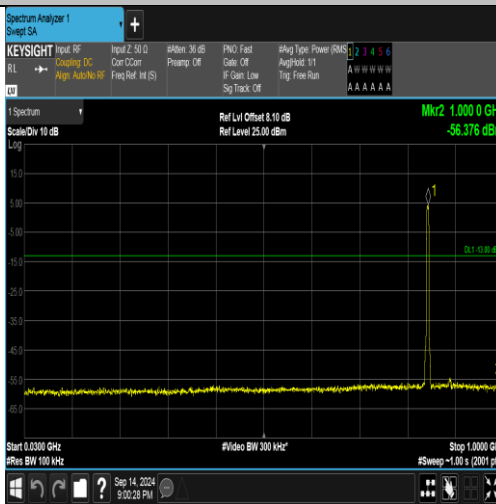 Spectrum Analyzer 1
Swept SA
+
KEYSIGHT
RL
Input: RF
Coupling: DC
Align: Auto/No RF
Input Z: 50 Ω
Corr CCorr
Freq Ref: Int (S)
#Atten: 36 dB
Preamp: Off
PNO: Fast
Gate: Off
IF Gain: Low
Sig Track: Off
#Avg Type: Power (RMS
Avg|Hold: 1/1
Trig: Free Run
1 2 3 4 5 6
A W W W W W
A A A A A A
1 Spectrum
Scale/Div 10 dB
Log
Ref Lvl Offset 8.10 dB
Ref Level 25.00 dBm
Mkr2 1.000 0 GH
-56.376 dB
15.0
5.00
-5.00
-15.0
-25.0
-35.0
-45.0
-55.0
-65.0
1
DL1 -13.00 dB
Start 0.0300 GHz
#Res BW 100 kHz
#Video BW 300 kHz*
Stop 1.0000 G
#Sweep ~1.00 s (2001 pt
?
Sep 14, 2024
9:00:28 PM